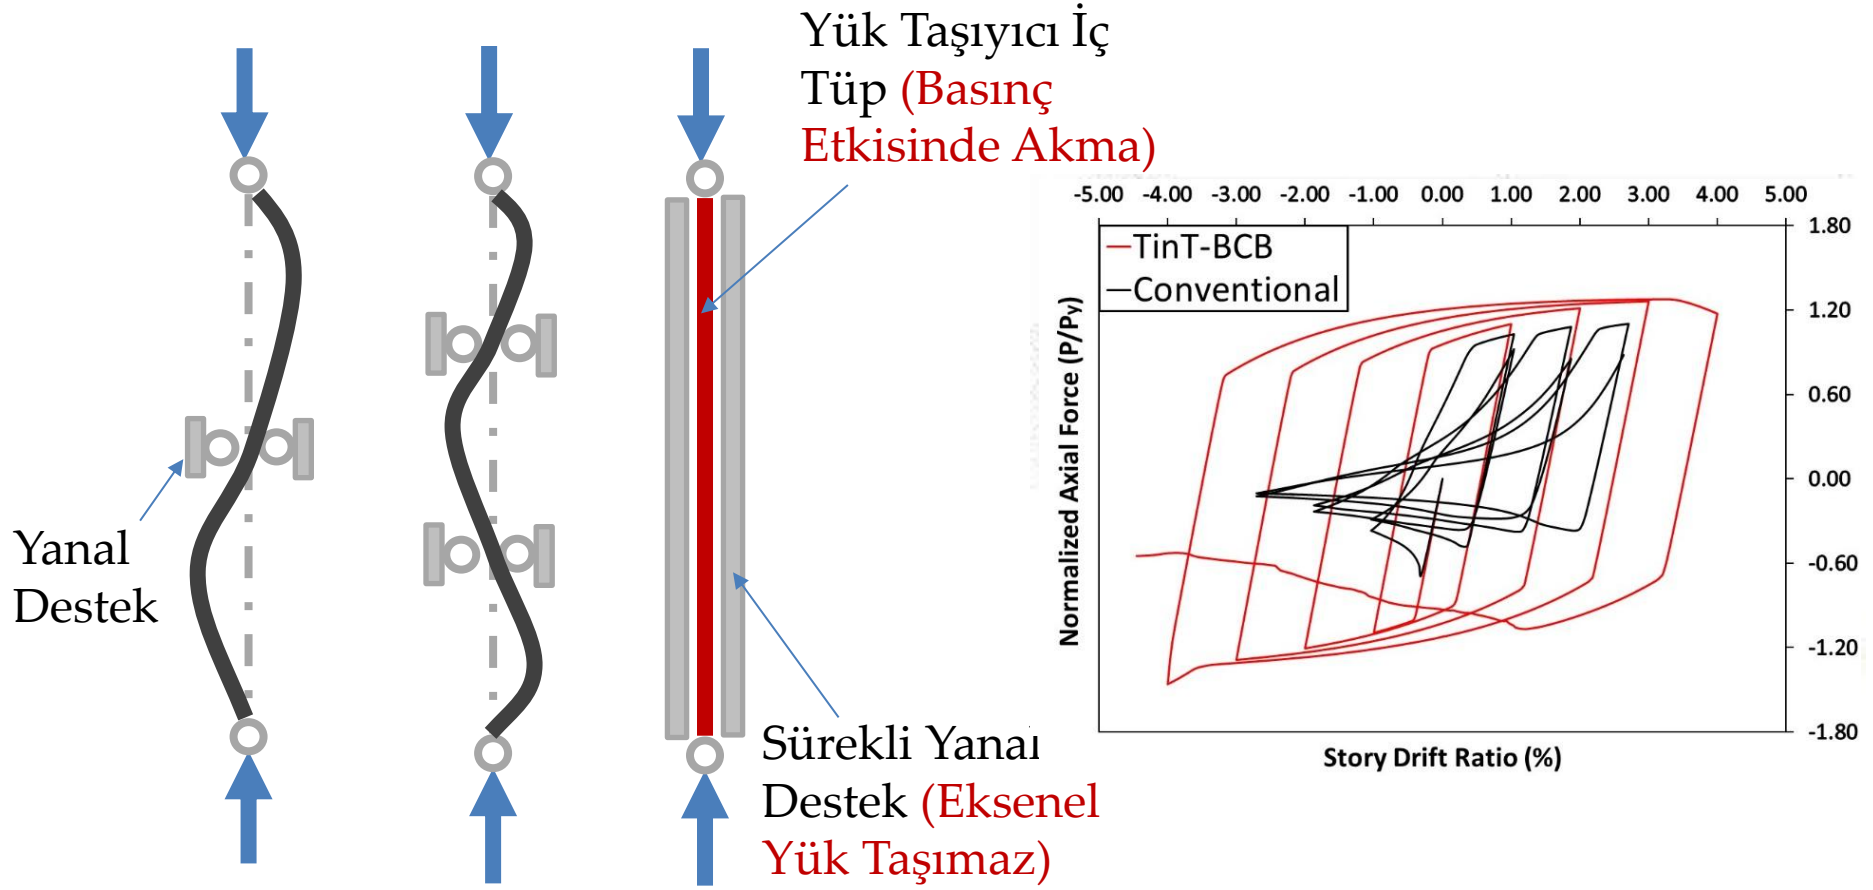 Yük Taşıyıcı İç
Tüp (Basınç
Etkisinde Akma)
Yanal
Destek
Sürekli Yanal
Destek (Eksenel
Yük Taşımaz)
-5.00 -4.00 -3.00 -2.00 -1.00 0.00 1.00 2.00 3.00 4.00 5.00
TinT-BCB
Conventional
1.80
1.20
0.60
0.00
-0.60
-1.20
-1.80
Normalized Axial Force (P/Py)
Story Drift Ratio (%)